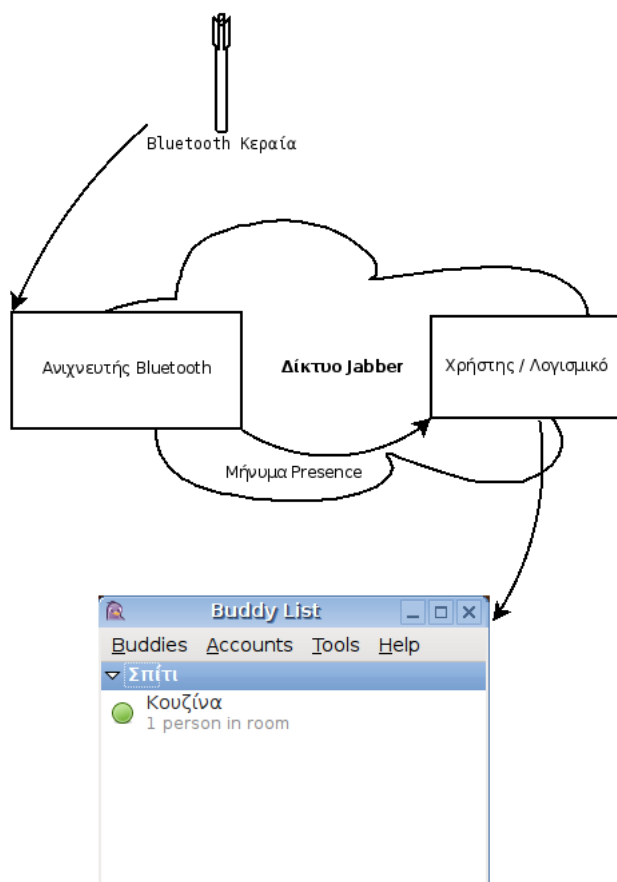 Bluetooth Κεραία
Ανιχνευτής Bluetooth
Δίκτυο Jabber
Χρήστης / Λογισμικό
Μήνυμα Presence
Buddy List
Buddies Accounts Tools Help
Σπίτι
Κουζίνα
1 person in room